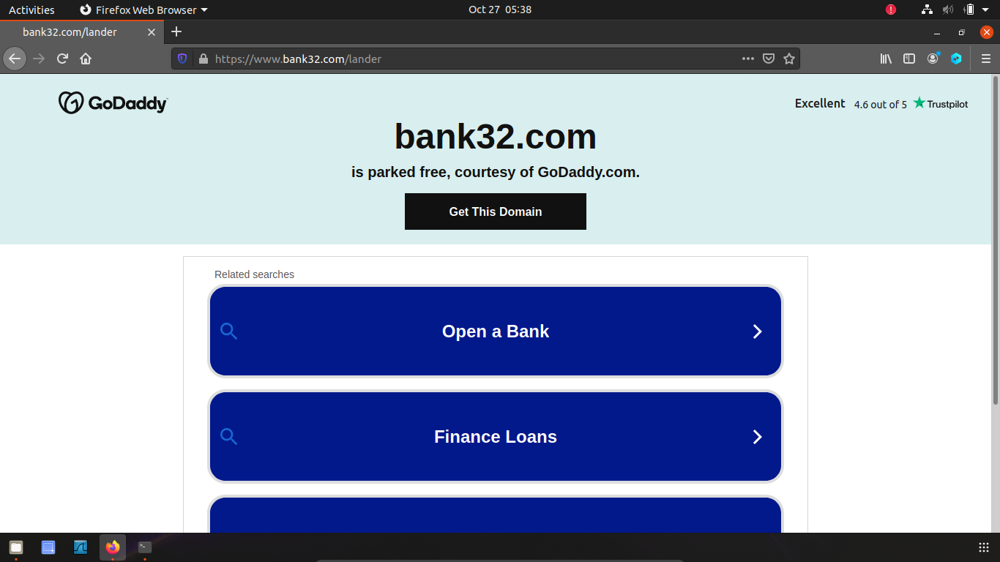 Activities
Firefox Web Browser
Oct 27 05:38
bank32.com/lander
https://www.bank32.com/lander
GoDaddy
Excellent 4.6 out of 5 Trustpilot
bank32.com
is parked free, courtesy of GoDaddy.com.
Get This Domain
Related searches
Open a Bank
Finance Loans